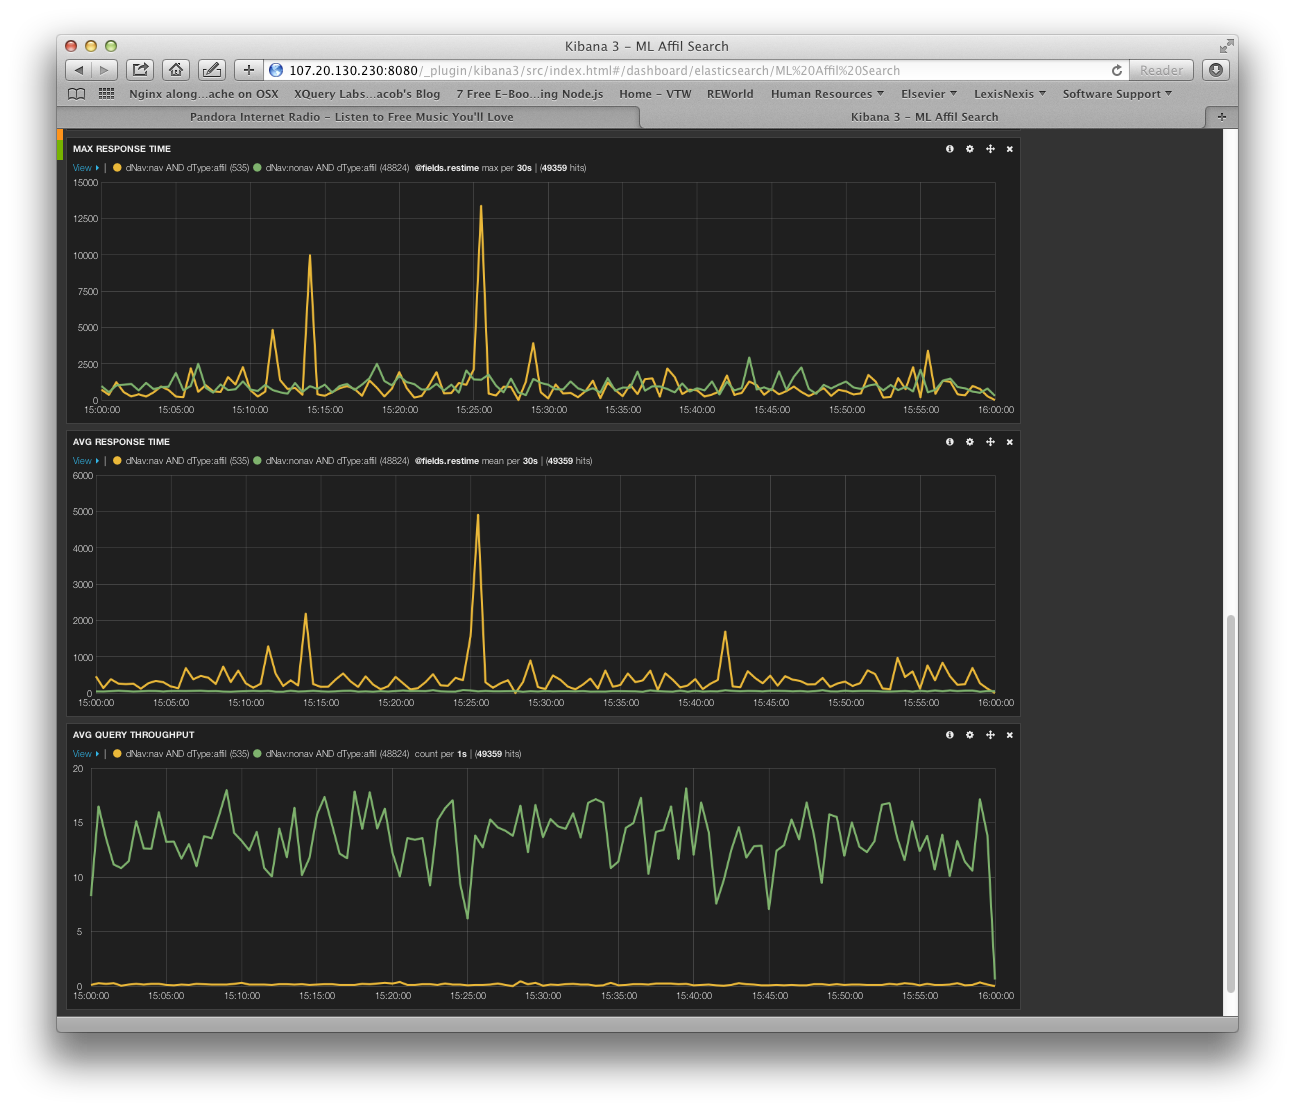 Kibana 3 – ML Affil Search
107.20.130.230:8080/_plugin/kibana3/src/index.html#/dashboard/elasticsearch/ML%20Affil%20Search Reader
Nginx along...ache on OSX XQuery Labs...acob's Blog 7 Free E-Boo...ing Node.js Home – VTW REWorld Human Resources Elsevier LexisNexis Software Support
Pandora Internet Radio – Listen to Free Music You'll Love Kibana 3 – ML Affil Search
MAX RESPONSE TIME
View | dNav:nav AND dType:affil (535) dNav:nonav AND dType:affil (48824) @fields.restime max per 30s | (49359 hits)
15000
12500
10000
7500
5000
2500
0
15:00:00 15:05:00 15:10:00 15:15:00 15:20:00 15:25:00 15:30:00 15:35:00 15:40:00 15:45:00 15:50:00 15:55:00 16:00:00
AVG RESPONSE TIME
View | dNav:nav AND dType:affil (535) dNav:nonav AND dType:affil (48824) @fields.restime mean per 30s | (49359 hits)
6000
5000
4000
3000
2000
1000
0
15:00:00 15:05:00 15:10:00 15:15:00 15:20:00 15:25:00 15:30:00 15:35:00 15:40:00 15:45:00 15:50:00 15:55:00 16:00:00
AVG QUERY THROUGHPUT
View | dNav:nav AND dType:affil (535) dNav:nonav AND dType:affil (48824) count per 1s | (49359 hits)
20
15
10
5
0
15:00:00 15:05:00 15:10:00 15:15:00 15:20:00 15:25:00 15:30:00 15:35:00 15:40:00 15:45:00 15:50:00 15:55:00 16:00:00